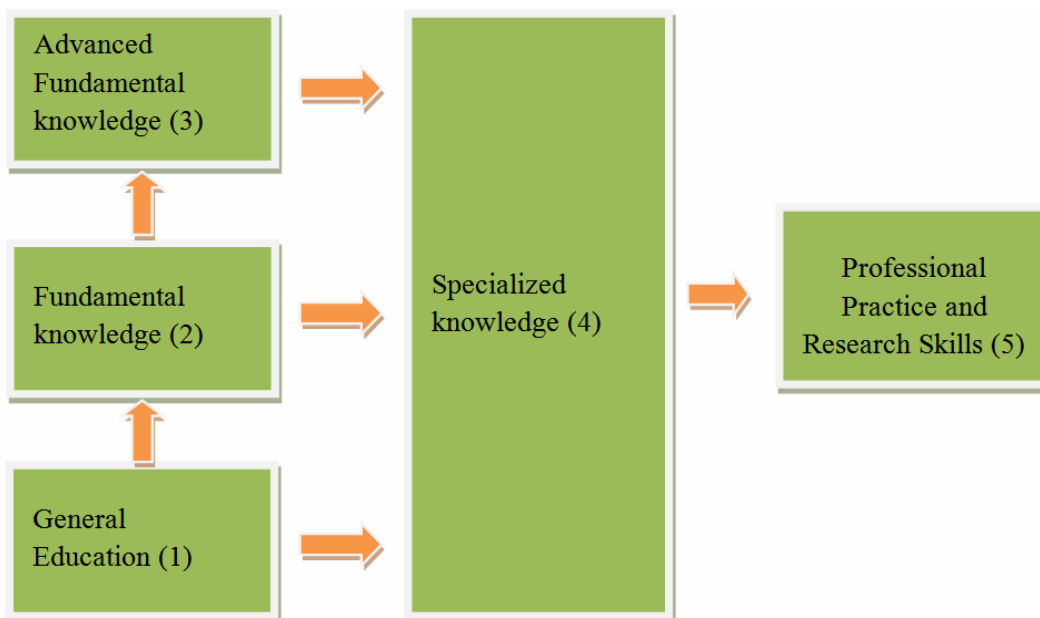 Advanced
Fundamental
knowledge (3)
Fundamental
knowledge (2)
General
Education (1)
Specialized
knowledge (4)
Professional
Practice and
Research Skills (5)